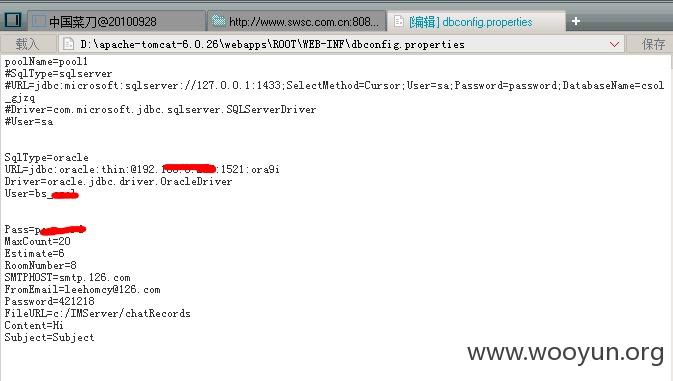 中国菜刀@20100928
http://www.swsc.com.cn:808...
[编辑] dbconfig.properties
载入
D:\apache-tomcat-6.0.26\webapps\ROOT\WEB-INF\dbconfig.properties
保存
poolName=pool1
#SqlType=sqlserver
#URL=jdbc:microsoft:sqlserver://127.0.0.1:1433;SelectMethod=Cursor;User=sa;Password=password;DatabaseName=csol
_gjzq
#Driver=com.microsoft.jdbc.sqlserver.SQLServerDriver
#User=sa
SqlType=oracle
URL=jdbc:oracle:thin:@192. :1521:ora9i
Driver=oracle.jdbc.driver.OracleDriver
User=bs_
Pass=p
MaxCount=20
Estimate=6
RoomNumber=8
SMTPHOST=smtp.126.com
FromEmail=leehomcy@126.com
Password=421218
FileURL=c:/IMServer/chatRecords
Content=Hi
Subject=Subject
www.wooyun.org